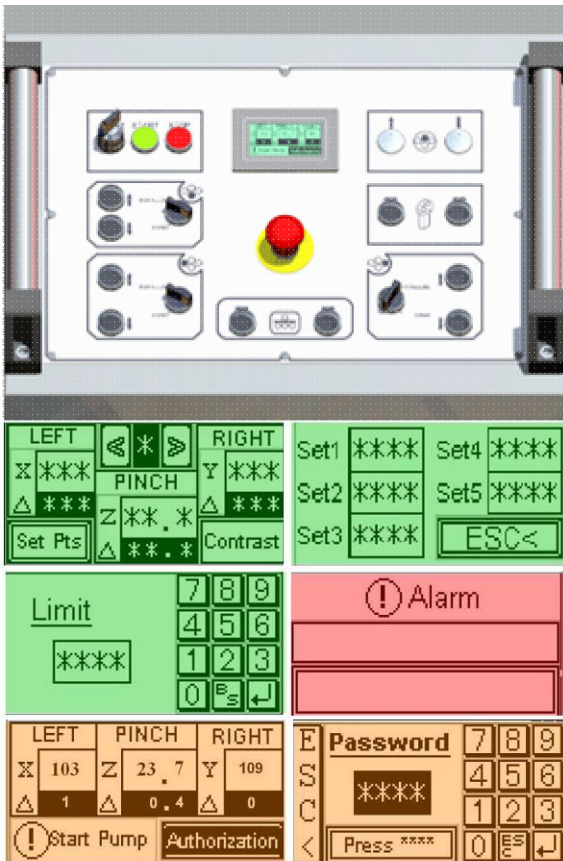 START STOP
LEFT < * > RIGHT
X *** PINCH Y ***
△ *** Z **.* △ ***
Set Pts △ **.* Contrast
Set1 **** Set4 ****
Set2 **** Set5 ****
Set3 **** ESC<
Limit
****
7 8 9
4 5 6
1 2 3
0 BS ↵
! Alarm
LEFT PINCH RIGHT
X 103 Z 23.7 Y 109
△ 1 △ 0.4 △ 0
! Start Pump Authorization
ESC<
Password
****
Press ****
7 8 9
4 5 6
1 2 3
0 ↵